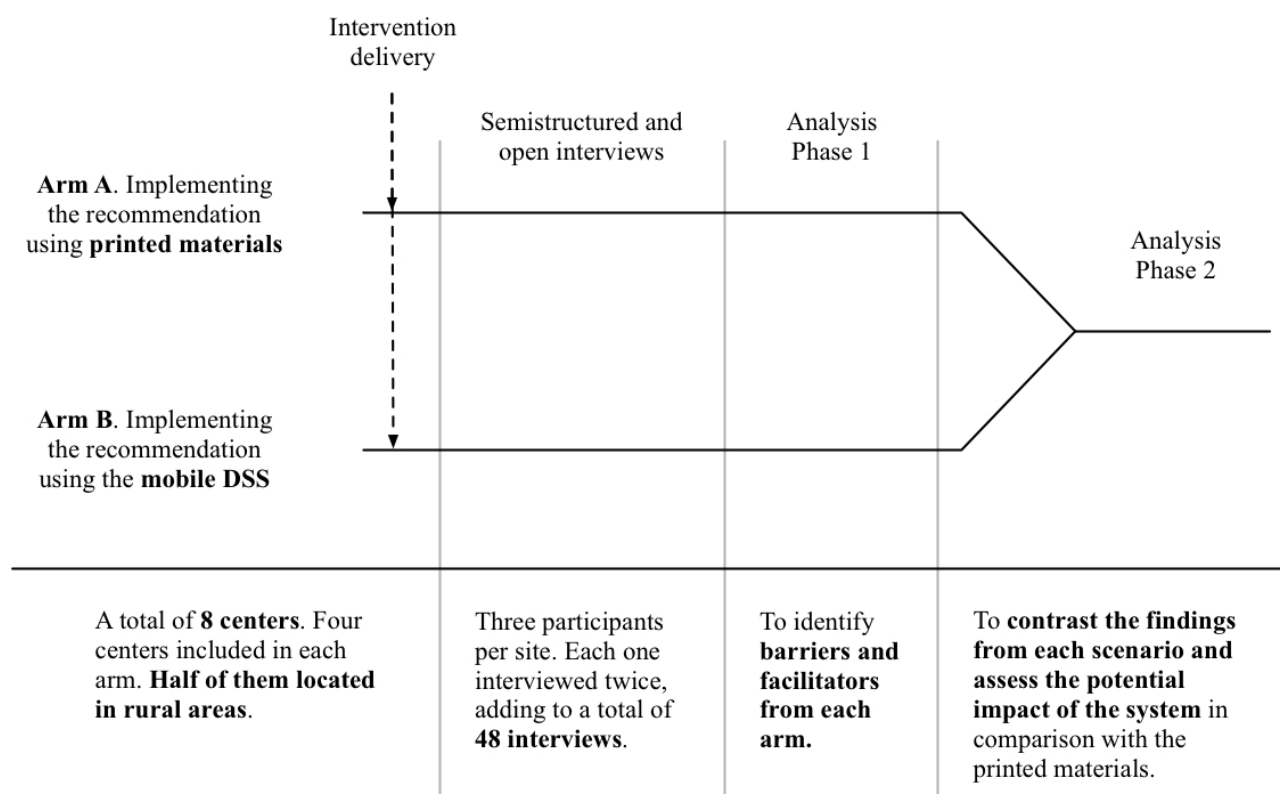 Intervention
delivery
Semistructured and
open interviews
Analysis
Phase 1
Arm A. Implementing
the recommendation
using printed materials
Analysis
Phase 2
Arm B. Implementing
the recommendation
using the mobile DSS
A total of 8 centers. Four
centers included in each
arm. Half of them located
in rural areas.
Three participants
per site. Each one
interviewed twice,
adding to a total of
48 interviews.
To identify
barriers and
facilitators
from each
arm.
To contrast the findings
from each scenario and
assess the potential
impact of the system in
comparison with the
printed materials.